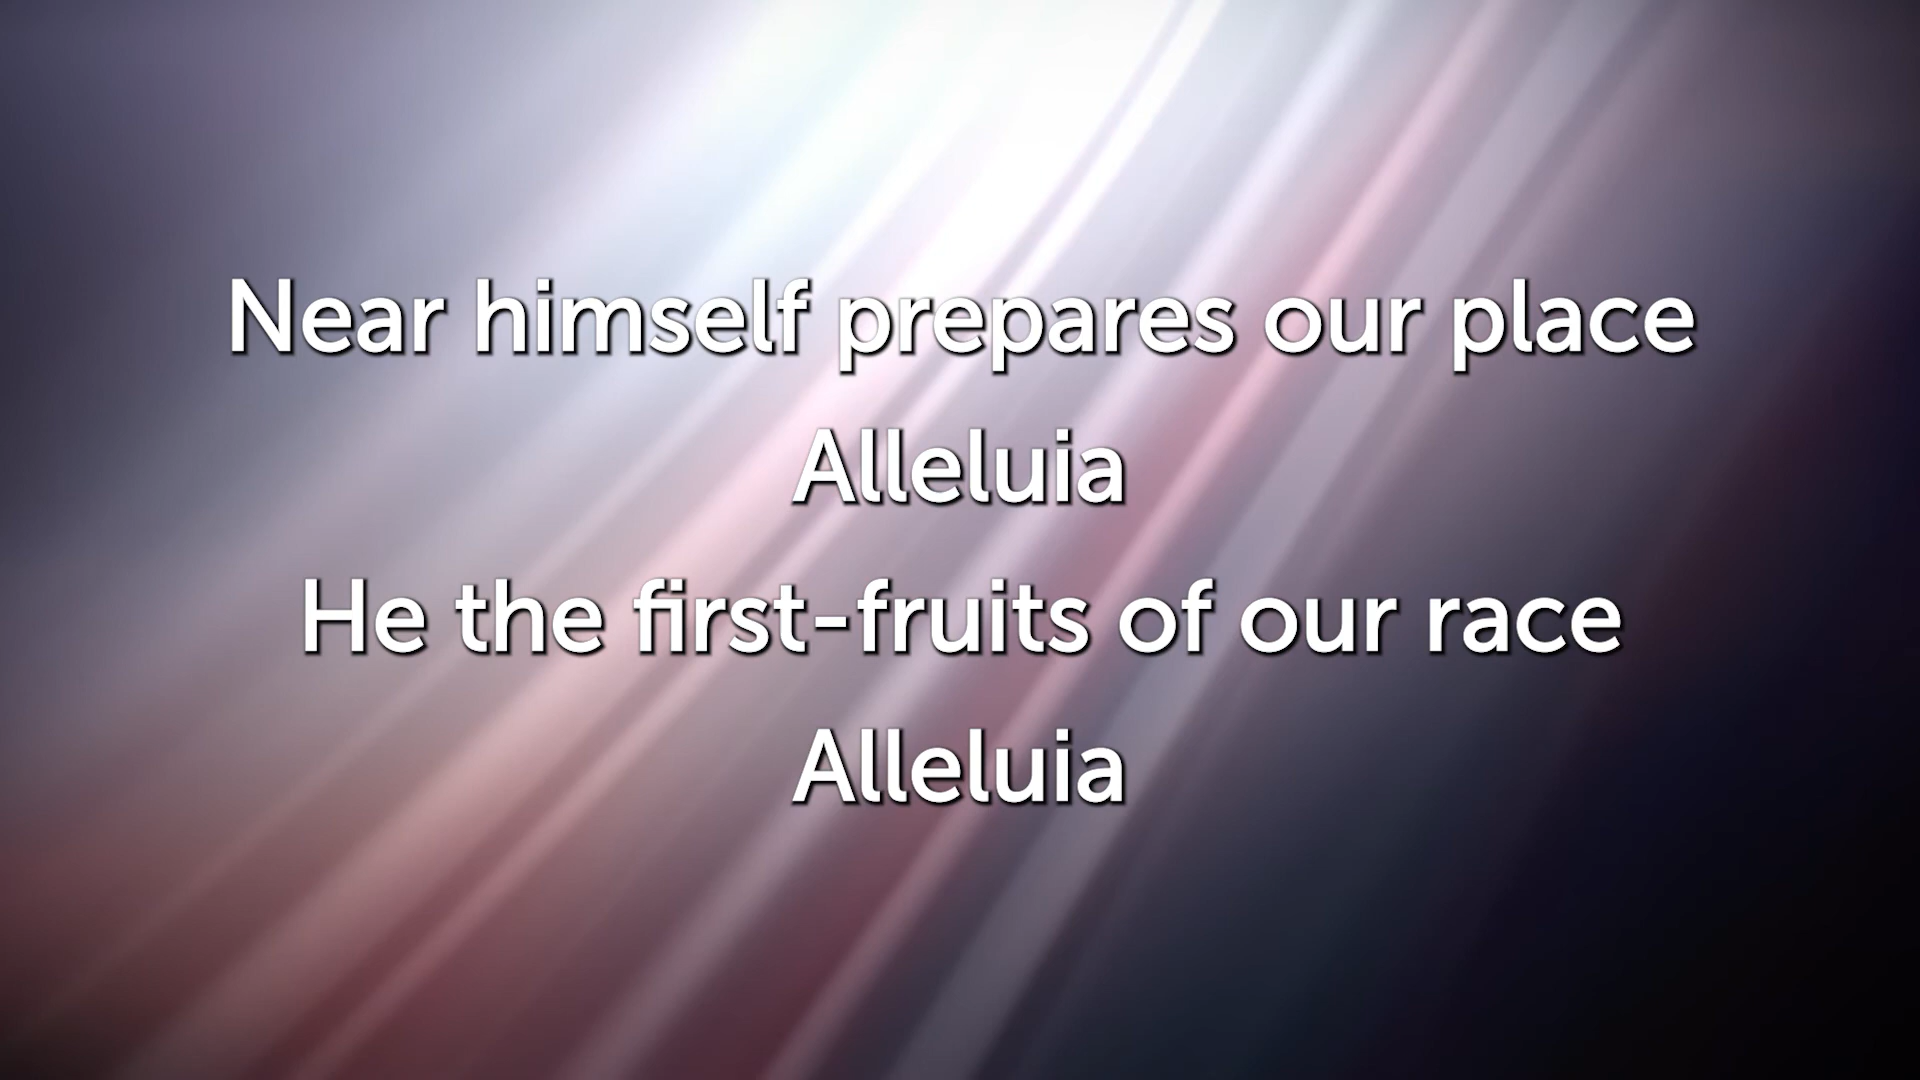 Near himself prepares our place
Alleluia
He the first-fruits of our race
Alleluia